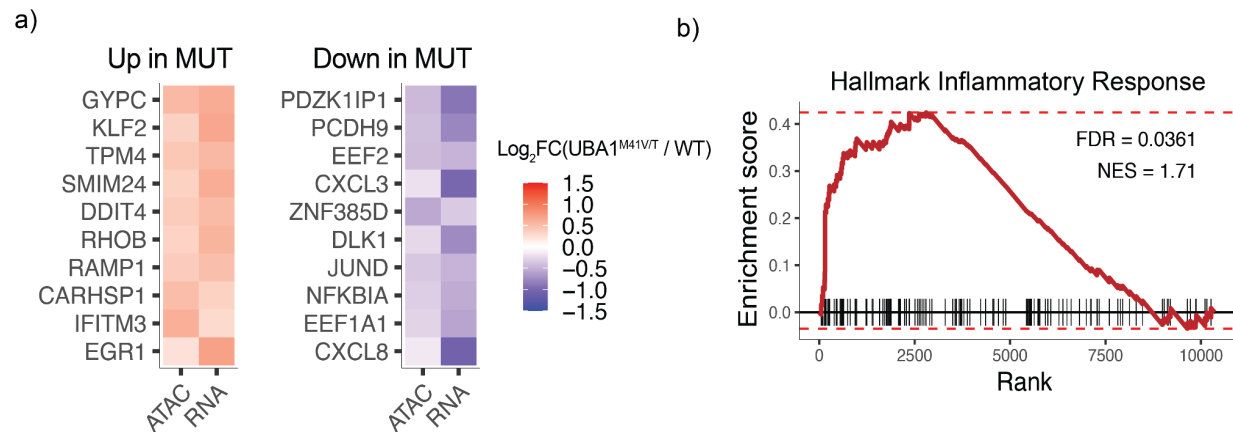 a)
Up in MUT
GYPC
KLF2
TPM4
SMIM24
DDIT4
RHOB
RAMP1
CARHSP1
IFITM3
EGR1
ATAC
RNA
Down in MUT
PDZK1IP1
PCDH9
EEF2
CXCL3
ZNF385D
DLK1
JUND
NFKBIA
EEF1A1
CXCL8
ATAC
RNA
Log₂FC(UBA1ᴹ⁴¹ⱽ/ᵀ / WT)
1.5
1.0
0.5
0.0
−0.5
−1.0
−1.5
b)
Hallmark Inflammatory Response
FDR = 0.0361
NES = 1.71
Enrichment score
0.4
0.3
0.2
0.1
0.0
0
2500
5000
7500
10000
Rank